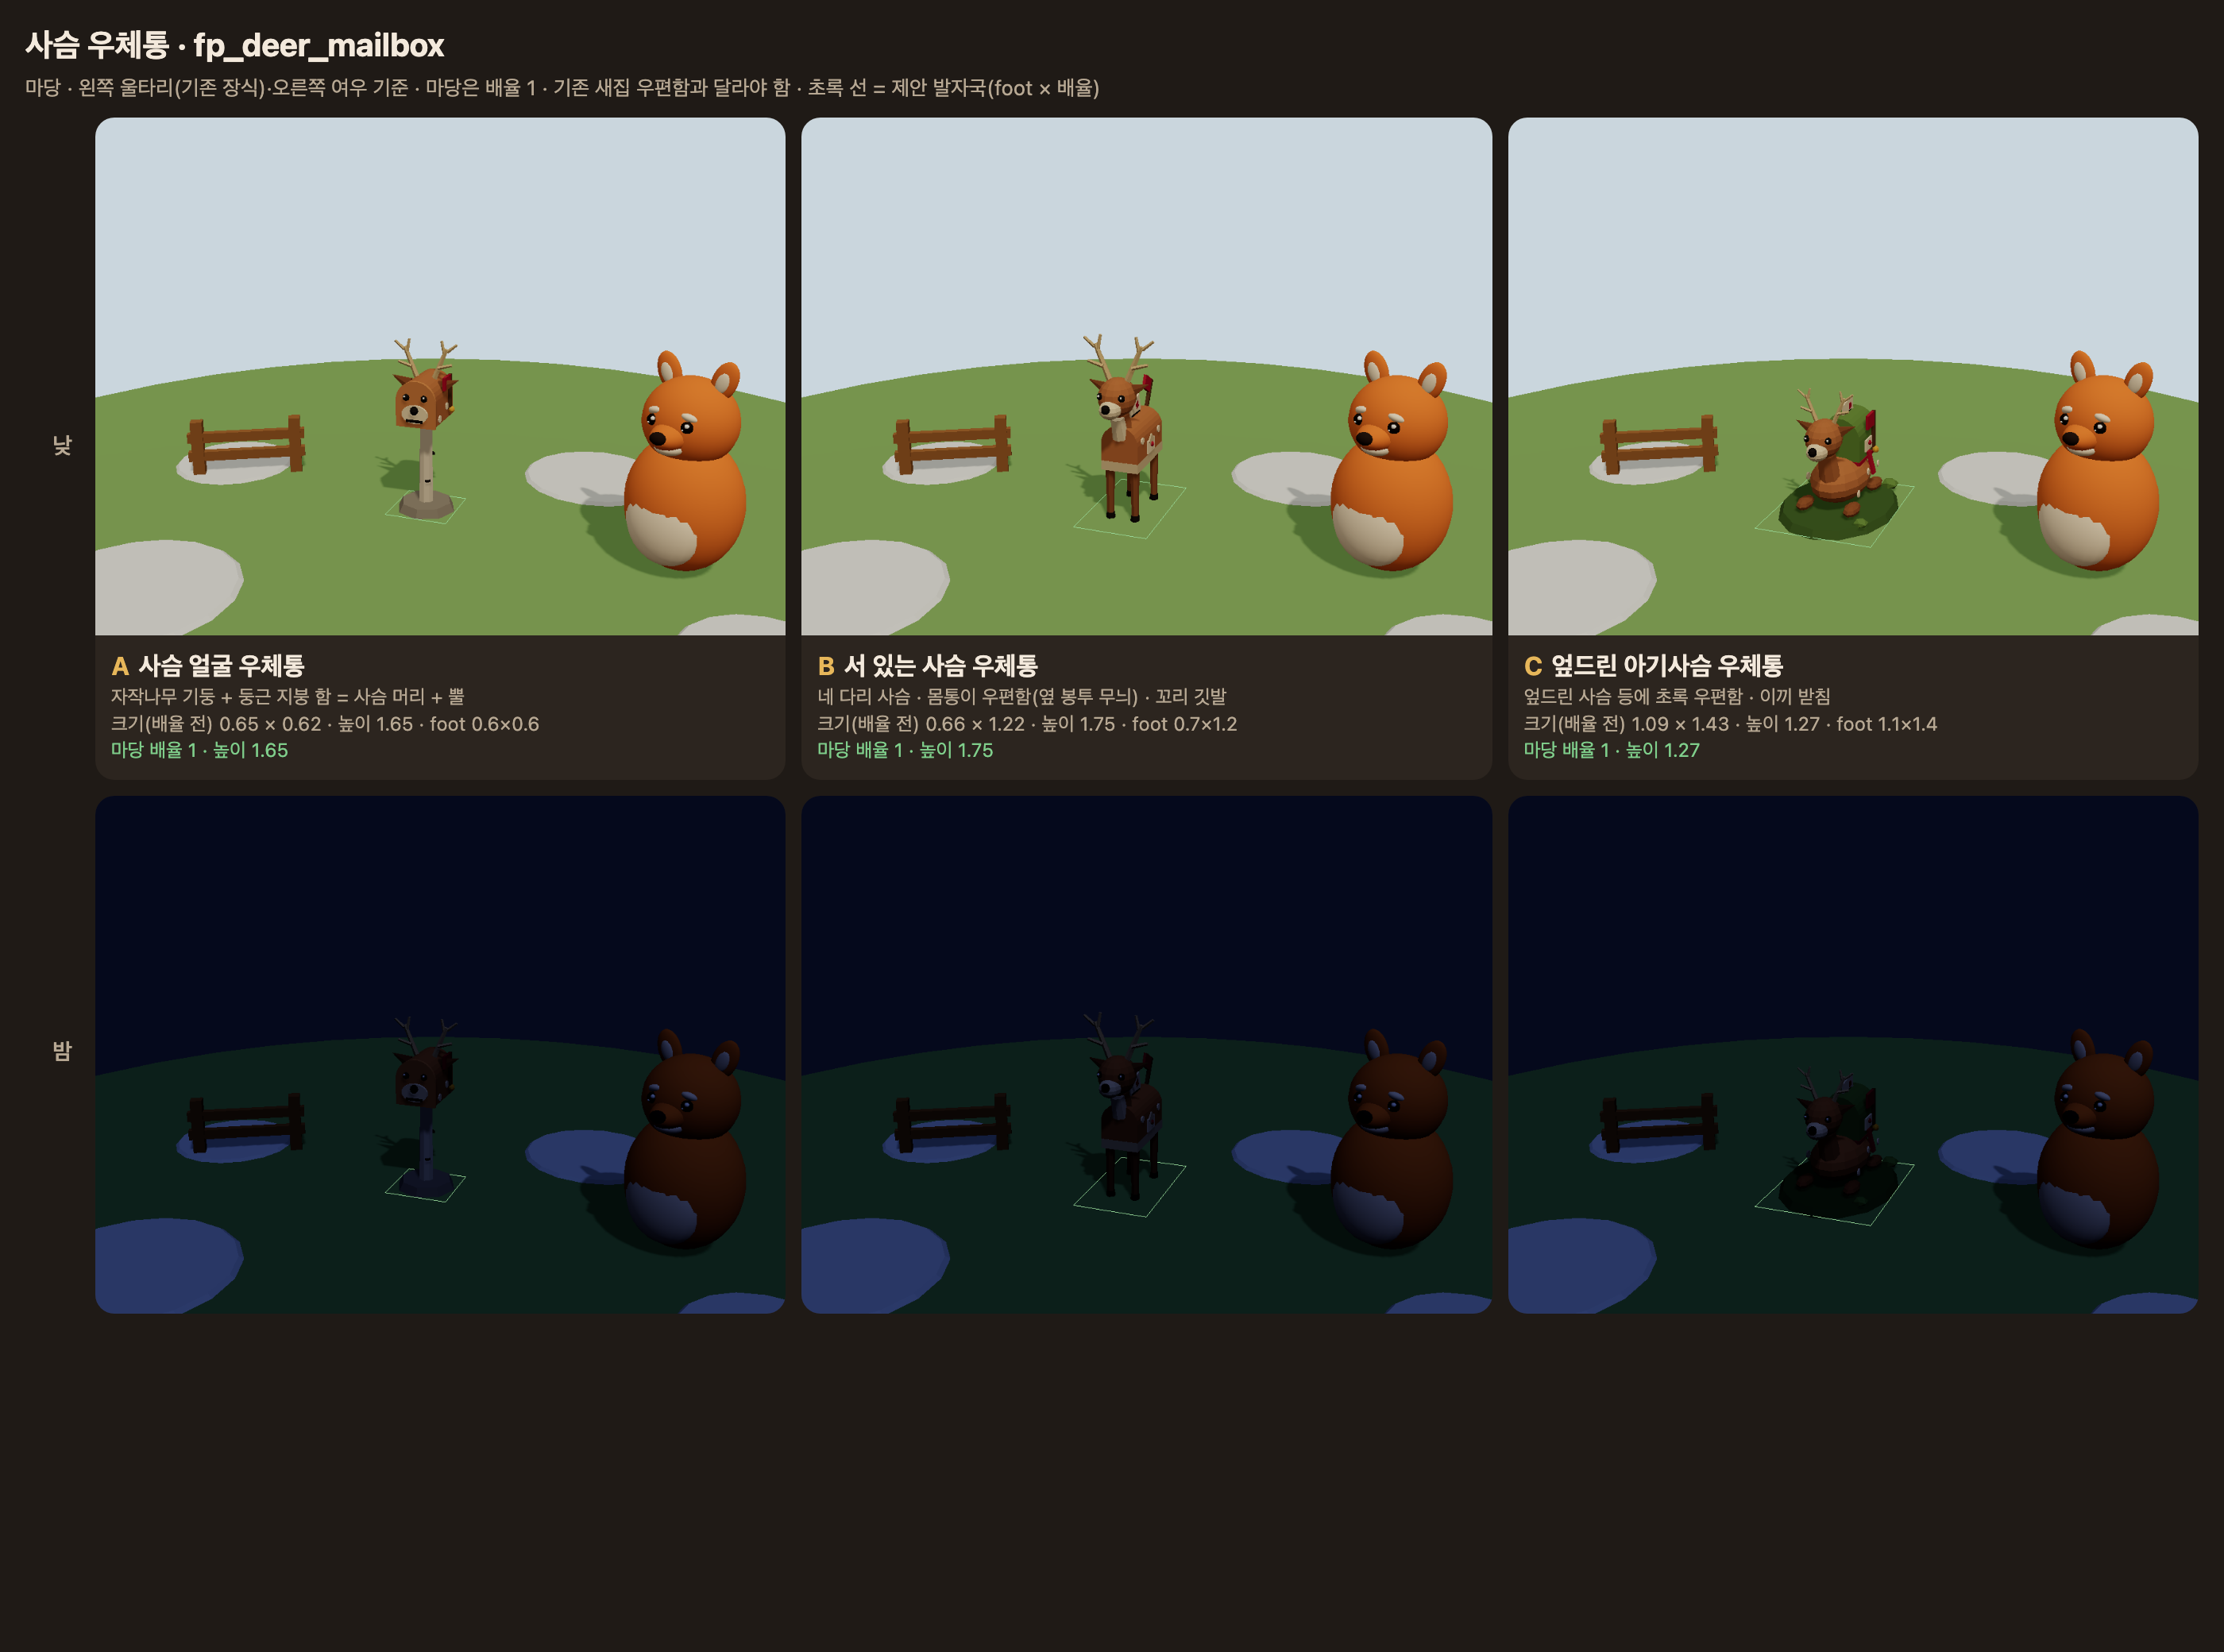 사슴 우체통 · fp_deer_mailbox
마당 · 왼쪽 울타리(기존 장식)·오른쪽 여우 기준 · 마당은 배율 1 · 기존 새집 우편함과 달라야 함 · 초록 선 = 제안 발자국(foot × 배율)
낮
A 사슴 얼굴 우체통
자작나무 기둥 + 둥근 지붕 함 = 사슴 머리 + 뿔
크기(배율 전) 0.65 × 0.62 · 높이 1.65 · foot 0.6×0.6
마당 배율 1 · 높이 1.65
B 서 있는 사슴 우체통
네 다리 사슴 · 몸통이 우편함(옆 봉투 무늬) · 꼬리 깃발
크기(배율 전) 0.66 × 1.22 · 높이 1.75 · foot 0.7×1.2
마당 배율 1 · 높이 1.75
C 엎드린 아기사슴 우체통
엎드린 사슴 등에 초록 우편함 · 이끼 받침
크기(배율 전) 1.09 × 1.43 · 높이 1.27 · foot 1.1×1.4
마당 배율 1 · 높이 1.27
밤